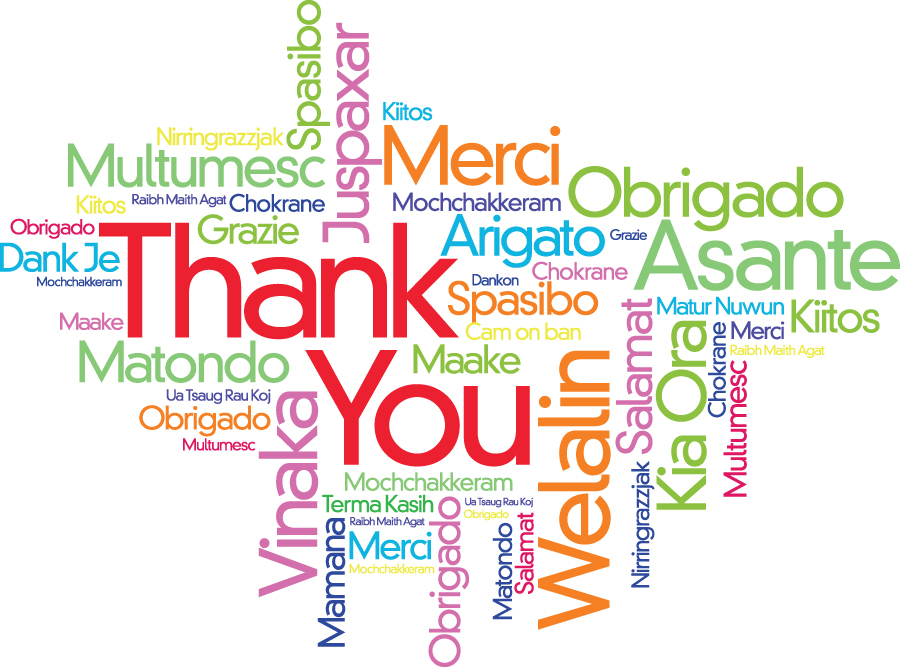 Spasibo
Juspaxar
Kiitos
Nirringrazzjak
Merci
Multumesc
Obrigado
Kiitos
Raibh Maith Agat
Chokrane
Mochchakkeram
Obrigado
Grazie
Arigato
Grazie
Asante
Dank Je
Thank
Chokrane
Mochchakkeram
Dankon
Spasibo
Salamat
Matur Nuwun
Kiitos
Maake
Cam on ban
Kia Ora
Chokrane
Merci
Raibh Maith Agat
Matondo
You
Maake
Welalin
Multumesc
Ua Tsaug Rau Koj
Vinaka
Obrigado
Multumesc
Nirringrazzjak
Mochchakkeram
Terma Kasih
Obrigado
Ua Tsaug Rau Koj
Obrigado
Mamana
Raibh Maith Agat
Matondo
Salamat
Merci
Mochchakkeram